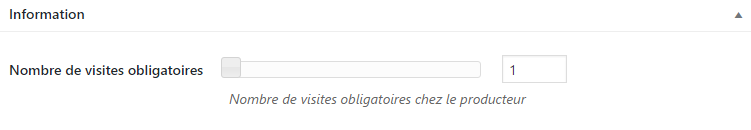 Information
Nombre de visites obligatoires 1
Nombre de visites obligatoires chez le producteur